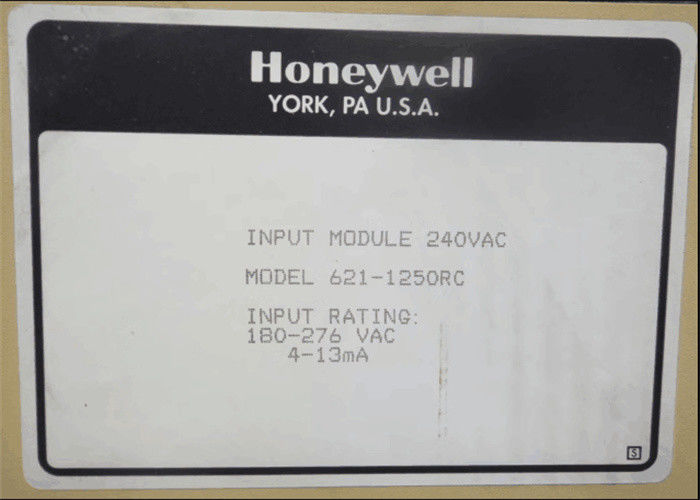 Honeywell
YORK, PA U.S.A.
INPUT MODULE 240VAC
MODEL 621-1250RC
INPUT RATING:
180-276 VAC
4-13mA
S